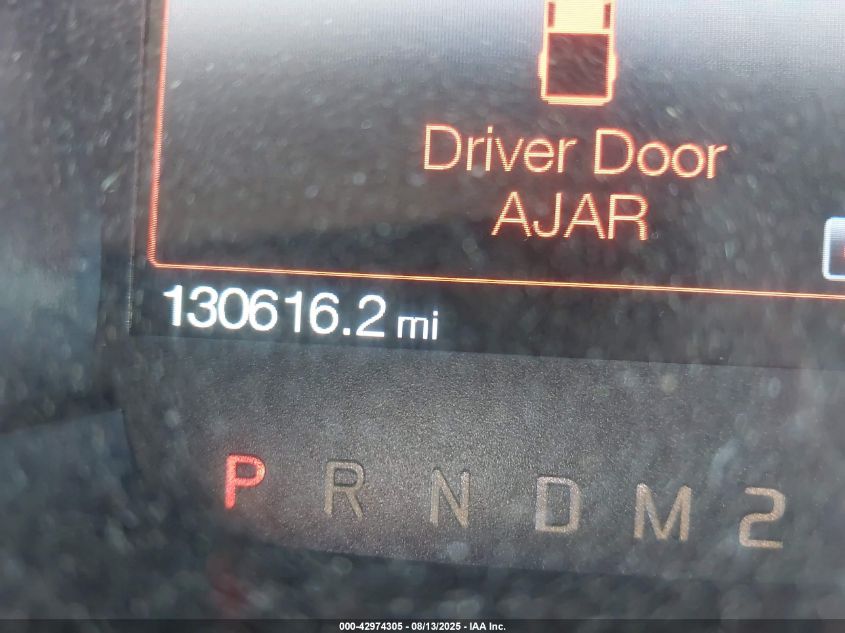 Driver Door
AJAR
130616.2 mi
P R N D M 2
000-42974305 - 08/13/2025 - IAA Inc.